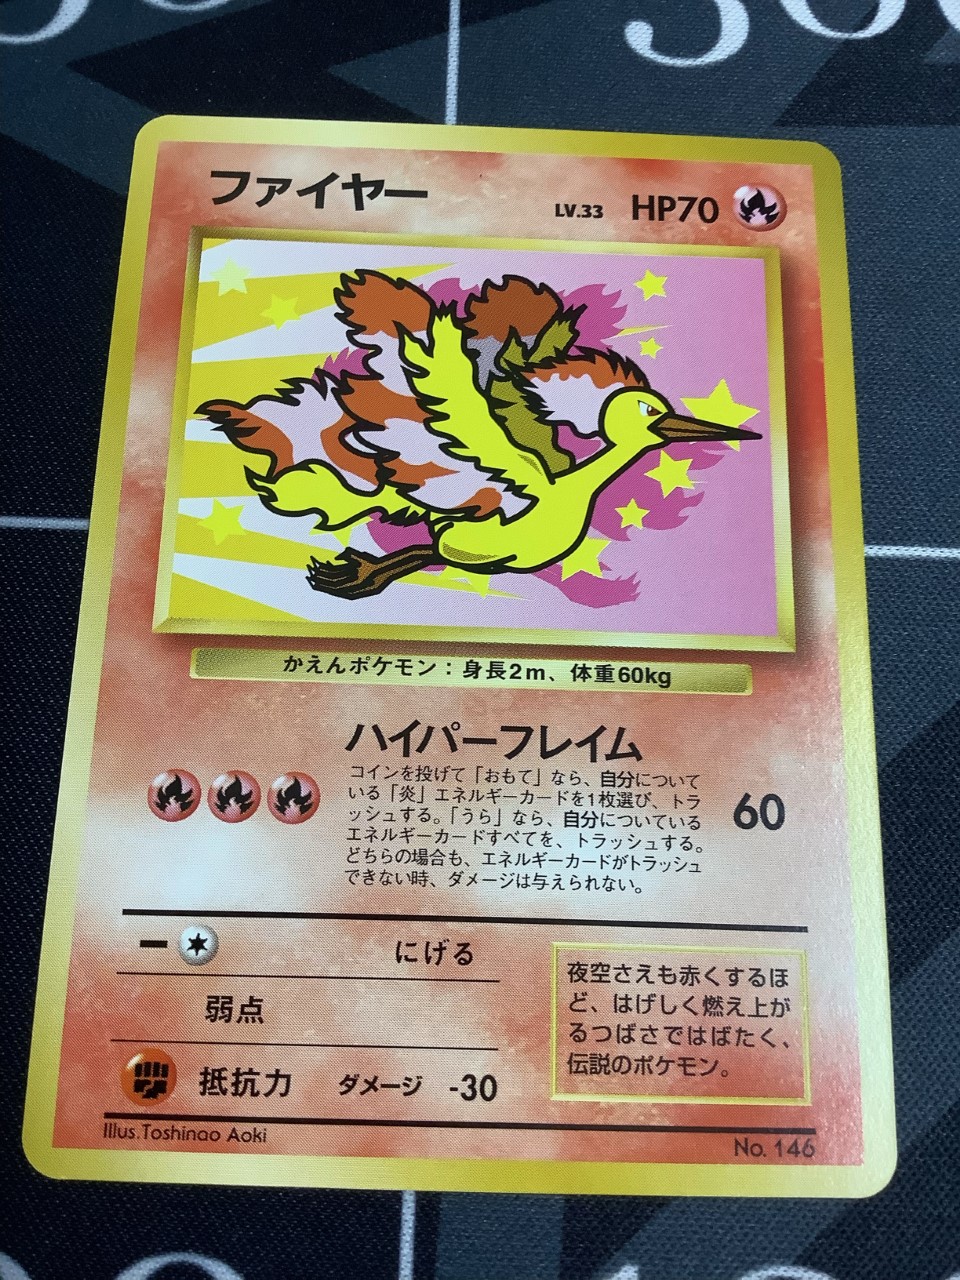 ファイヤー
LV.33 HP70
かえんポケモン：身長2m、体重60kg
ハイパーフレイム
コインを投げて「おもて」なら、自分につい���て
いる「炎」エネルギーカードを1枚選び、トラ
ッシュする。「うら」なら、自分についている
エネルギーカードすべてを、トラッシュする。
どちらの場合も、エネルギーカードがトラッシュ
できない時、ダメージは与えられない。
60
にげる
弱点
抵抗力 ダメージ -30
夜空さえも赤くするほ
ど、はげしく燃え上が
るつばさではばたく、
伝説のポケモン。
Illus.Toshinao Aoki
No. 146